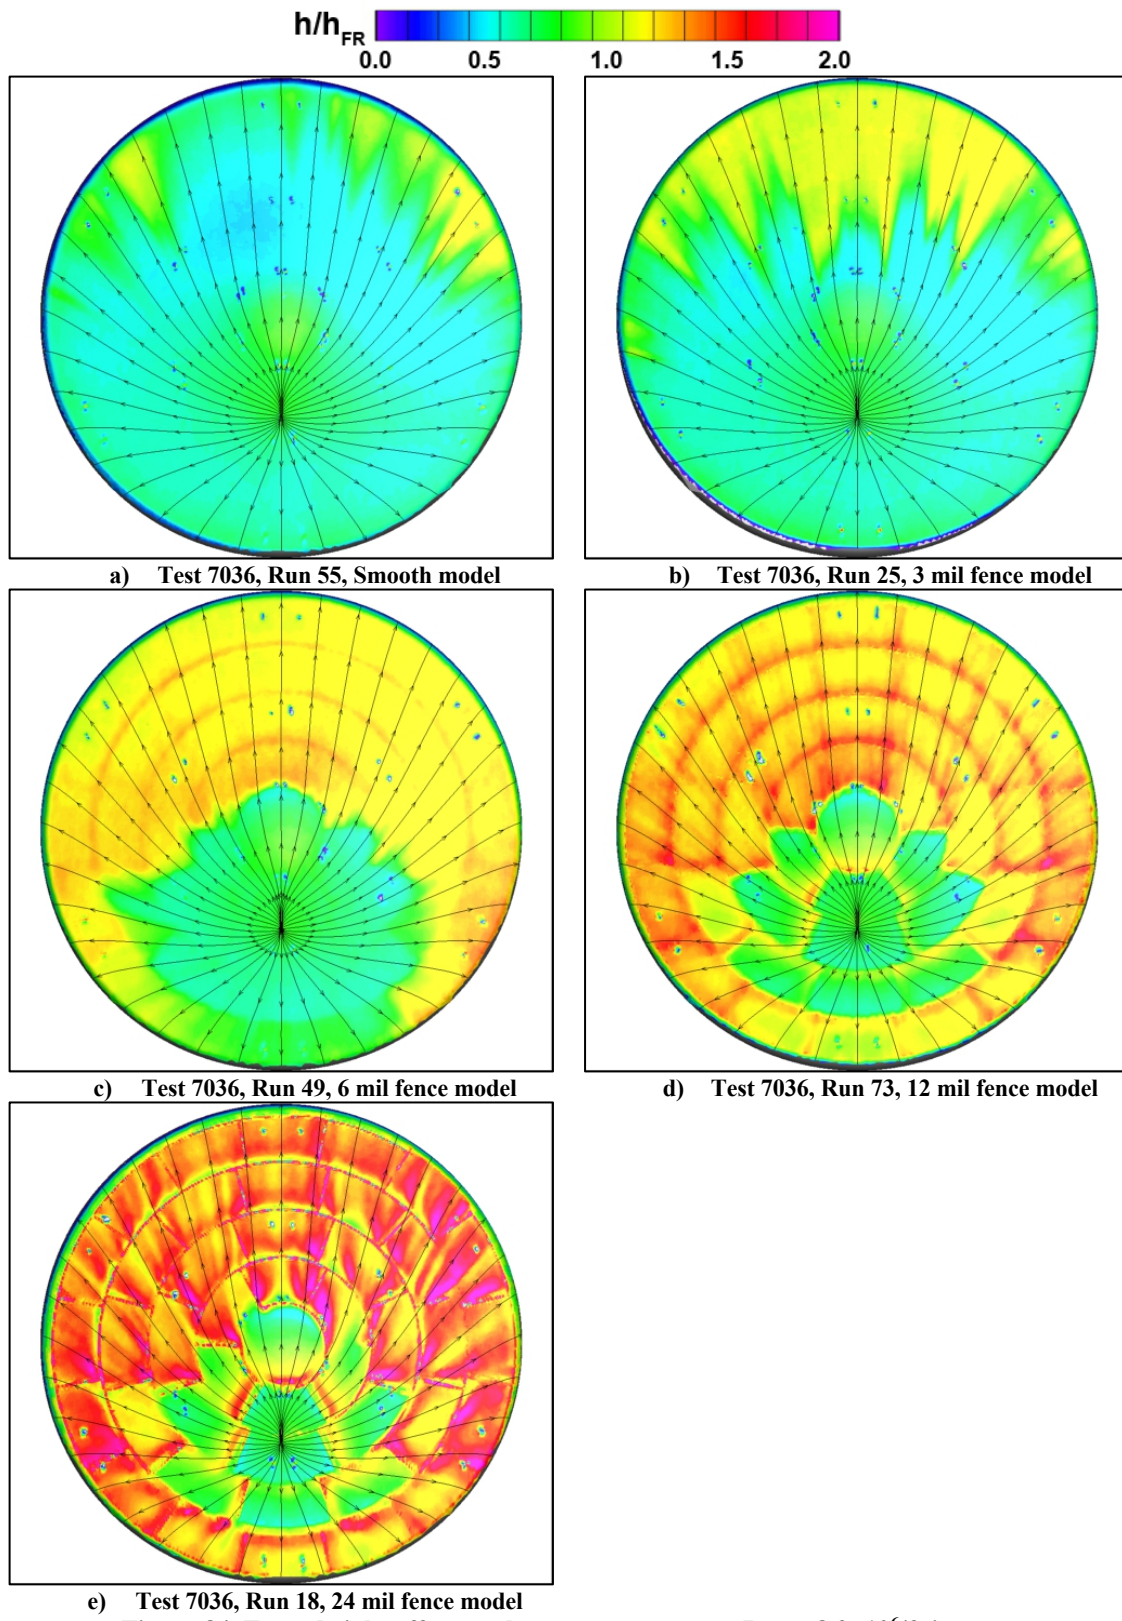 h/hFR
0.0 0.5 1.0 1.5 2.0
a) Test 7036, Run 55, Smooth model
b) Test 7036, Run 25, 3 mil fence model
c) Test 7036, Run 49, 6 mil fence model
d) Test 7036, Run 73, 12 mil fence model
e) Test 7036, Run 18, 24 mil fence model